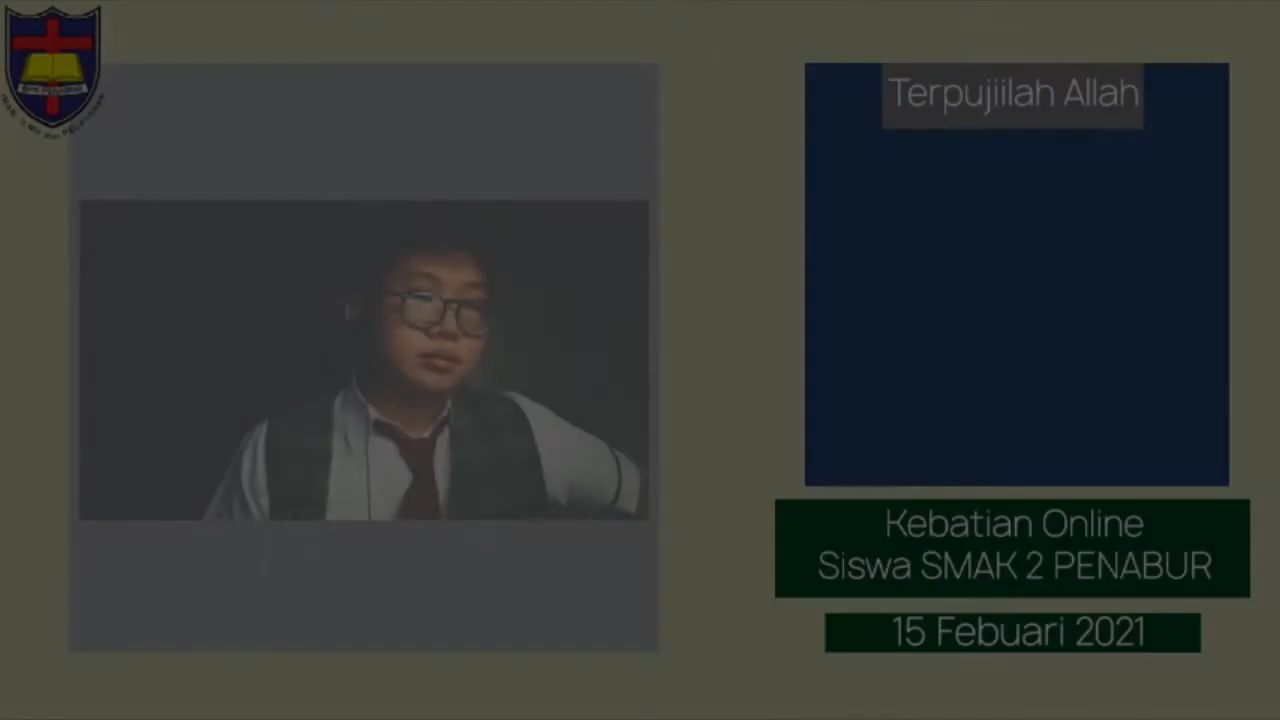 Terpujiilah Allah
Kebatian Online
Siswa SMAK 2 PENABUR
15 Febuari 2021